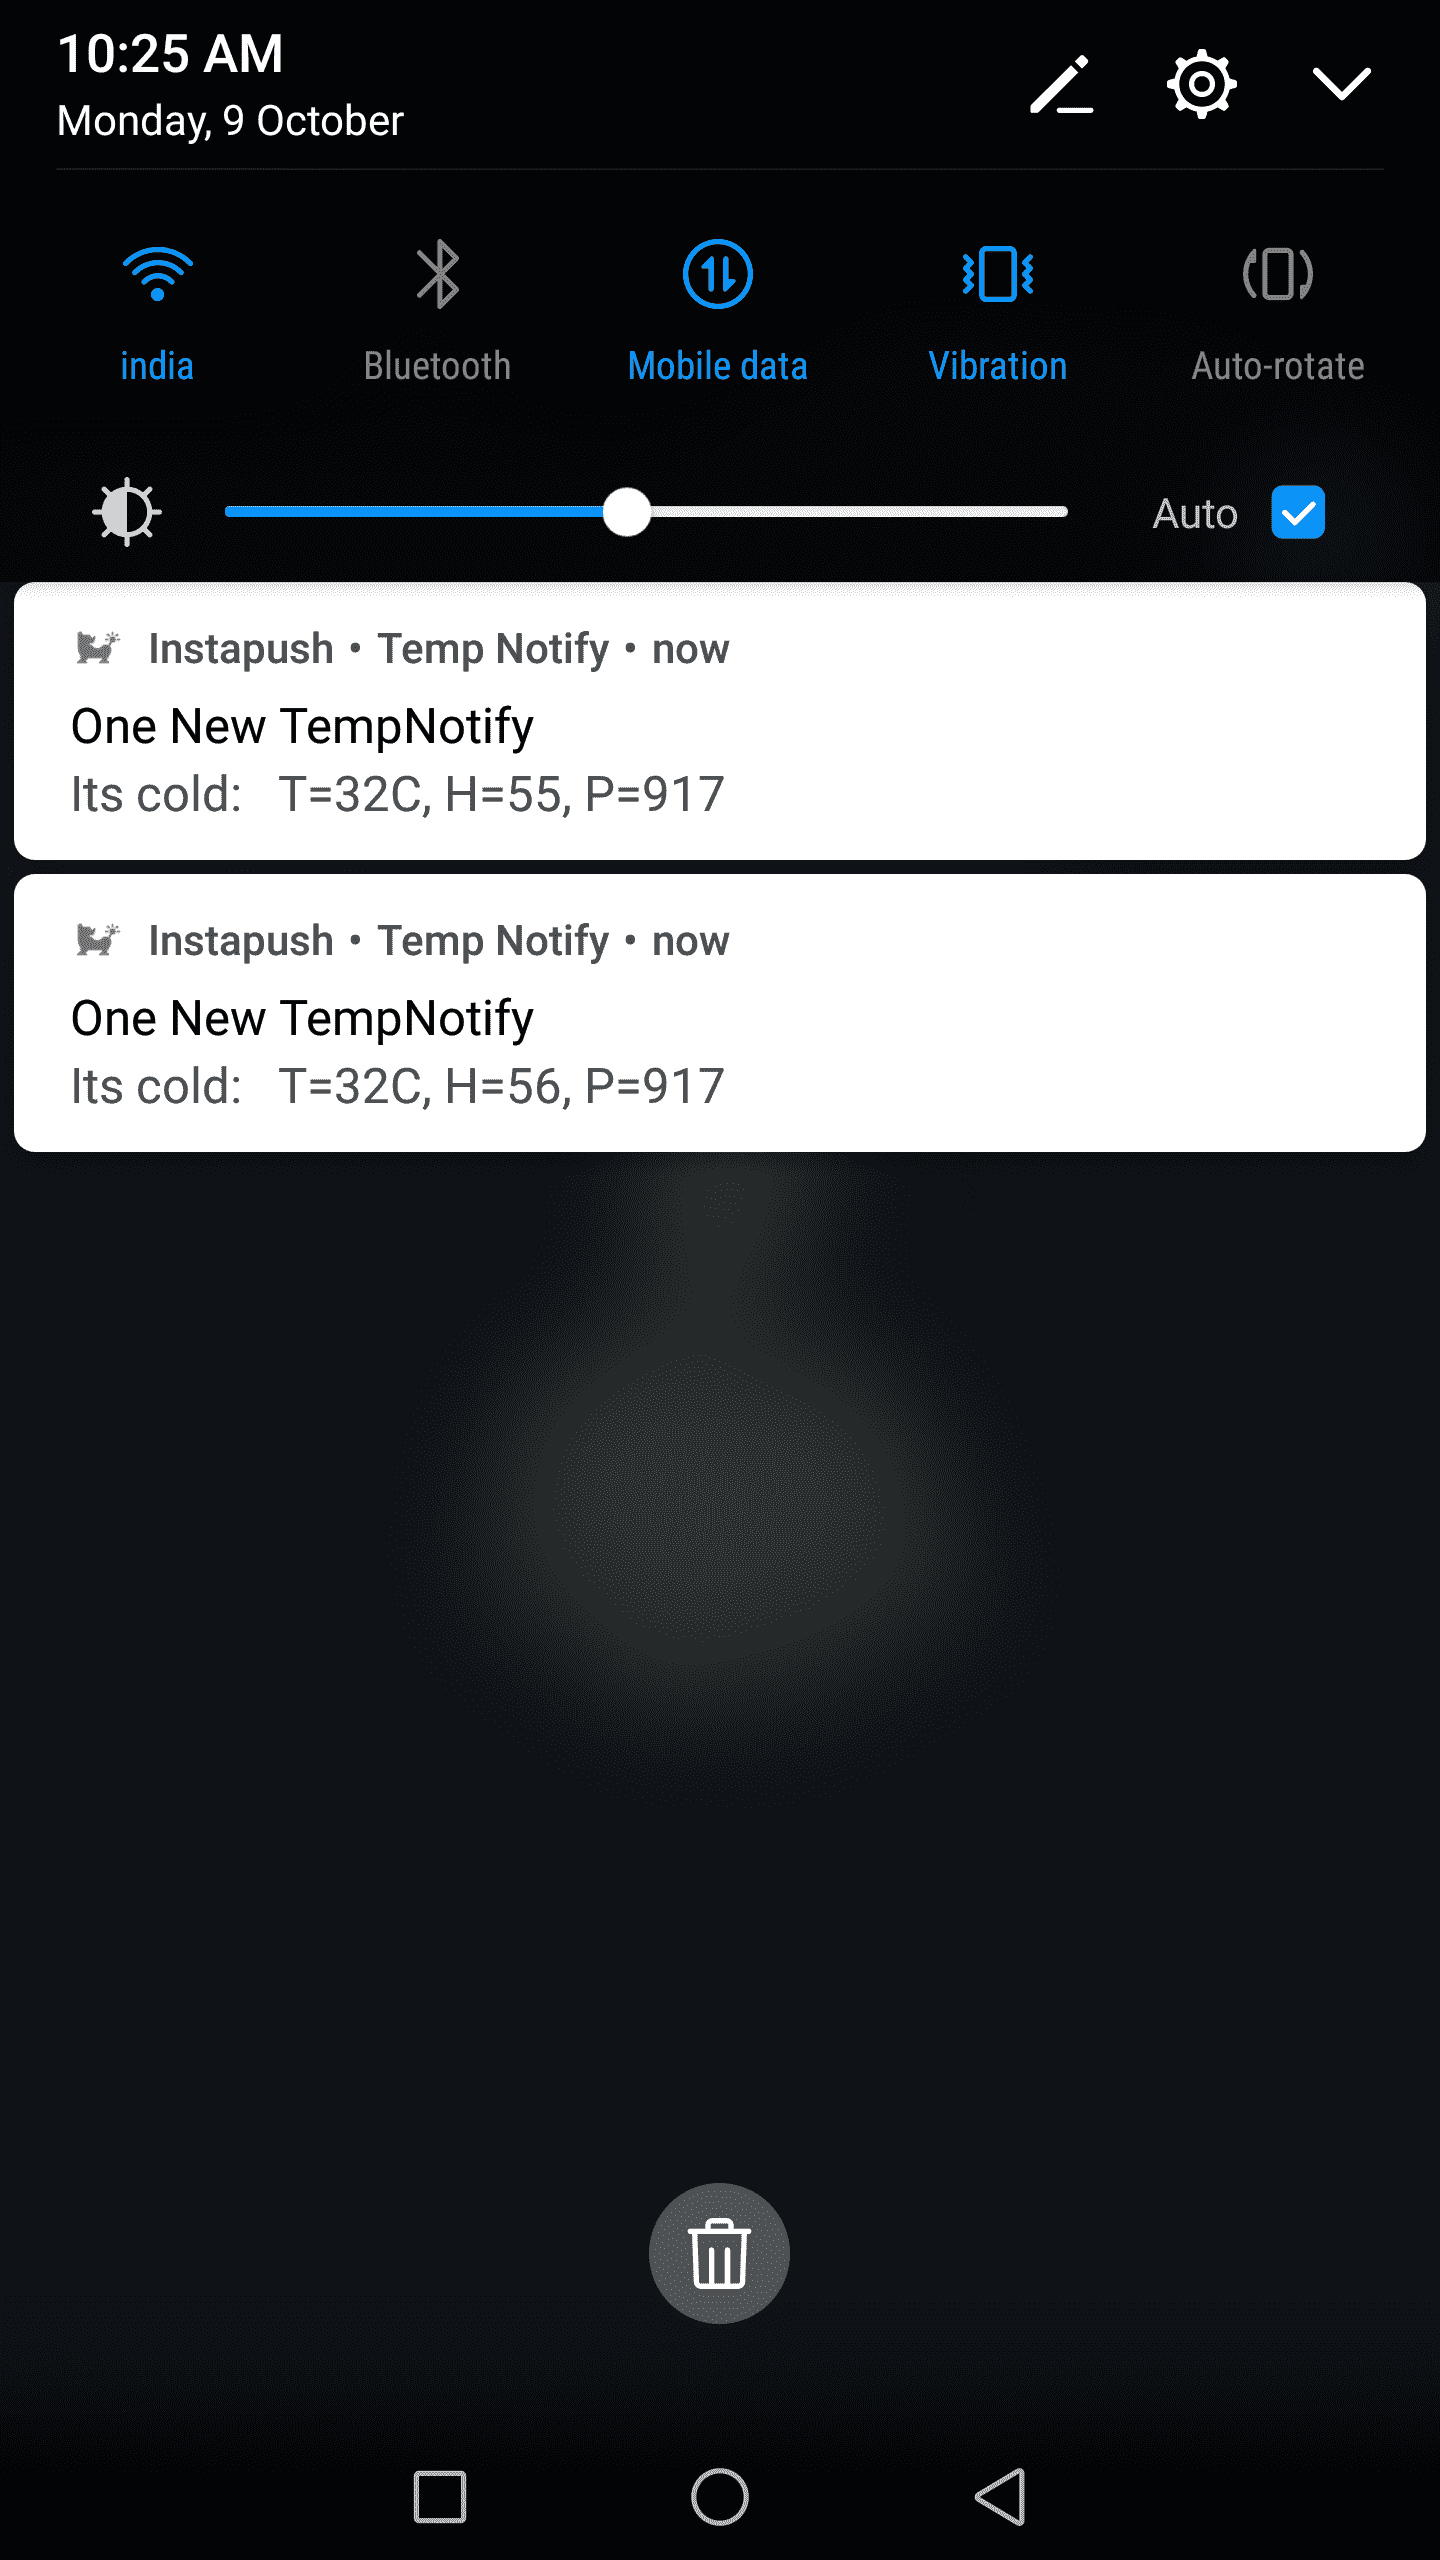 10:25 AM
Monday, 9 October
india
Bluetooth
Mobile data
Vibration
Auto-rotate
Auto
Instapush • Temp Notify • now
One New TempNotify
Its cold:   T=32C, H=55, P=917
Instapush • Temp Notify • now
One New TempNotify
Its cold:   T=32C, H=56, P=917